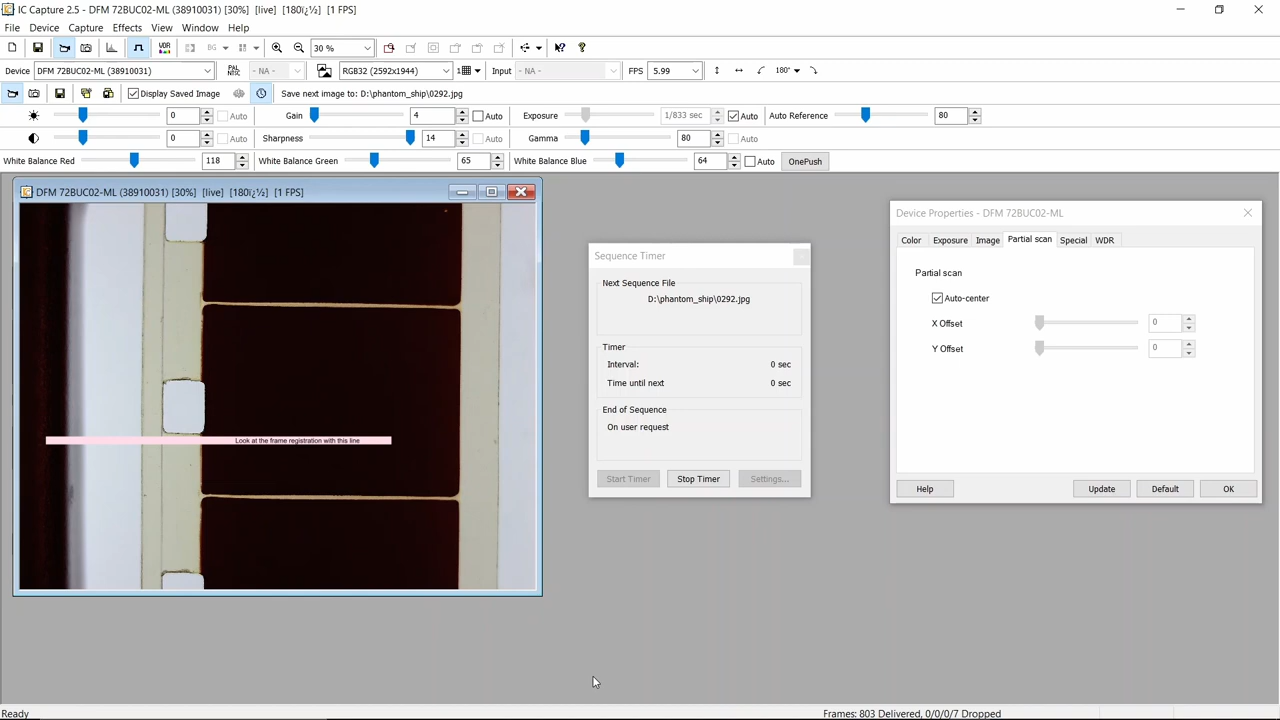 IC Capture 2.5 - DFM 72BUC02-ML (38910031) [30%] [live] [180ï¿½] [1 FPS]
File Device Capture Effects View Window Help
VOR BG 30 %
Device DFM 72BUC02-ML (38910031) PAL NTSC - NA - RGB32 (2592x1944) Input - NA - FPS 5.99 180°
Display Saved Image Save next image to: D:\phantom_ship\0292.jpg
0 Auto Gain 4 Auto Exposure 1/833 sec Auto Auto Reference 80
0 Auto Sharpness 14 Auto Gamma 80 Auto
White Balance Red 118 White Balance Green 65 White Balance Blue 64 Auto OnePush
DFM 72BUC02-ML (38910031) [30%] [live] [180ï¿½] [1 FPS]
Look at the frame registration with this line
Sequence Timer
Next Sequence File
D:\phantom_ship\0292.jpg
Timer
Interval: 0 sec
Time until next 0 sec
End of Sequence
On user request
Start Timer Stop Timer Settings...
Device Properties - DFM 72BUC02-ML
Color Exposure Image Partial scan Special WDR
Partial scan
Auto-center
X Offset 0
Y Offset 0
Help Update Default OK
Ready Frames: 803 Delivered, 0/0/0/7 Dropped